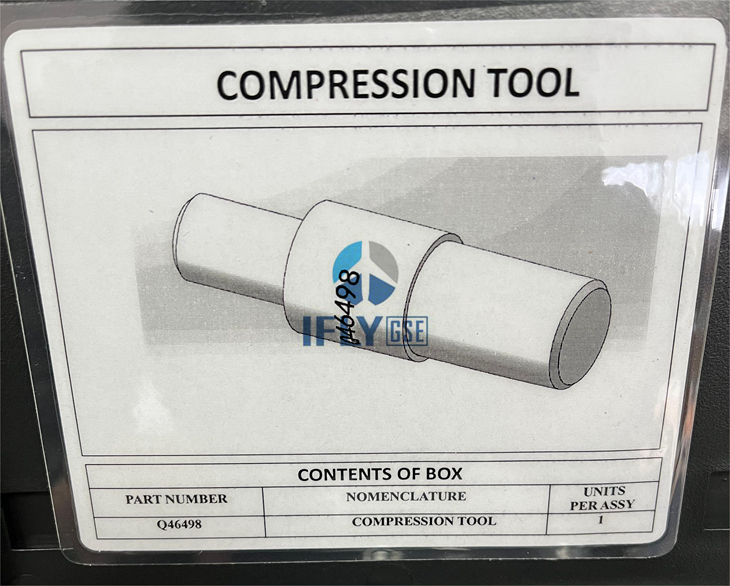 COMPRESSION TOOL
Q46498
IFLY GSE
CONTENTS OF BOX
PART NUMBER NOMENCLATURE UNITS PER ASSY
Q46498 COMPRESSION TOOL 1